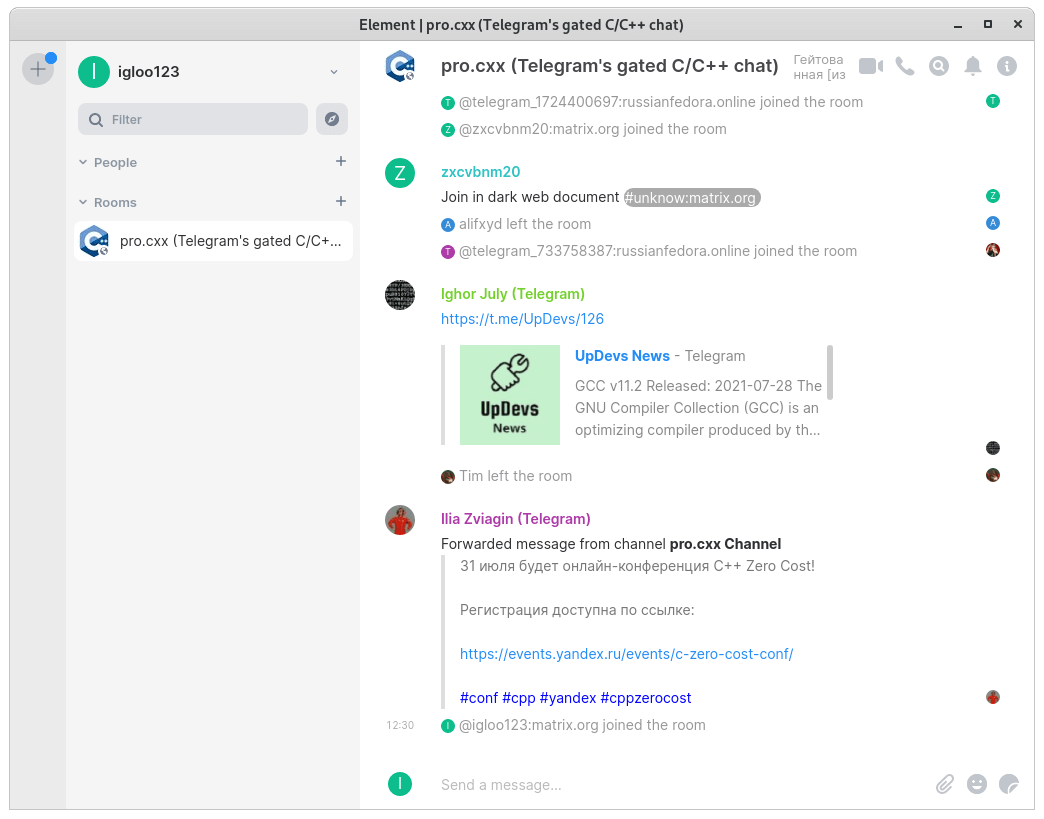 Element | pro.cxx (Telegram's gated C/C++ chat)
I
igloo123
Filter
People
Rooms
pro.cxx (Telegram's gated C/C+...
pro.cxx (Telegram's gated C/C++ chat)
Гейтова
нная [из
T @telegram_1724400697:russianfedora.online joined the room T
Z @zxcvbnm20:matrix.org joined the room
Z zxcvbnm20
Join in dark web document #unknow:matrix.org Z
A alifxyd left the room A
T @telegram_733758387:russianfedora.online joined the room
Ighor July (Telegram)
https://t.me/UpDevs/126
UpDevs
News
UpDevs News - Telegram
GCC v11.2 Released: 2021-07-28 The
GNU Compiler Collection (GCC) is an
optimizing compiler produced by th...
Tim left the room
Ilia Zviagin (Telegram)
Forwarded message from channel pro.cxx Channel
31 июля будет онлайн-конференция C++ Zero Cost!
Регистрация доступна по ссылке:
https://events.yandex.ru/events/c-zero-cost-conf/
#conf #cpp #yandex #cppzerocost
12:30 I @igloo123:matrix.org joined the room
I Send a message...